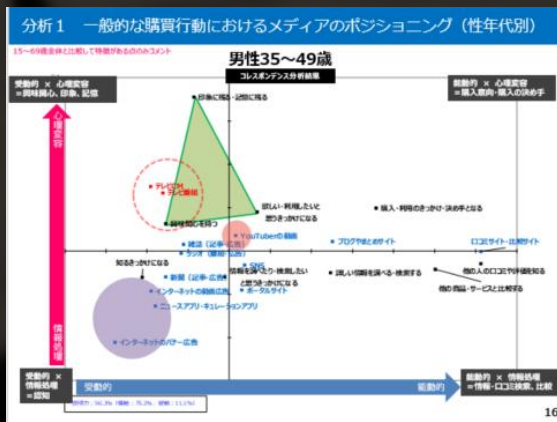 分析1 一般的な購買行動におけるメディアのポジショニング（性年代別）
15～69歳全体と比較して特徴がある点のみコメント
男性35～49歳
コレスポンデンス分析結果
受動的 × 心理変容
＝興味関心、印象、記憶
能動的 × 心理変容
＝購入意向・購入の決め手
心理変容
印象に残る・記憶に残る
テレビCM
テレビ番組
欲しい・利用したいと
思うきっかけになる
購入・利用のきっかけ・決め手となる
興味関心を持つ
YouTuberの動画
雑誌（記事・広告）
ブログやまとめサイト
口コミサイト・比較サイト
ラジオ（番組・広告）
知るきっかけになる
SNS
情報を調べたり・検索したい
と思うきっかけになる
詳しい情報を調べる・検索する
他の人の口コミや評価を知る
新聞（記事・広告）
他の商品・サービスと比較する
インターネットの動画広告
ポータルサイト
ニュースアプリ・キュレーションアプリ
インターネットのバナー広告
情報処理
受動的 ×
情報処理
＝認知
受動的
能動的
能動的 × 情報処理
＝情報・口コミ検索、比較
16